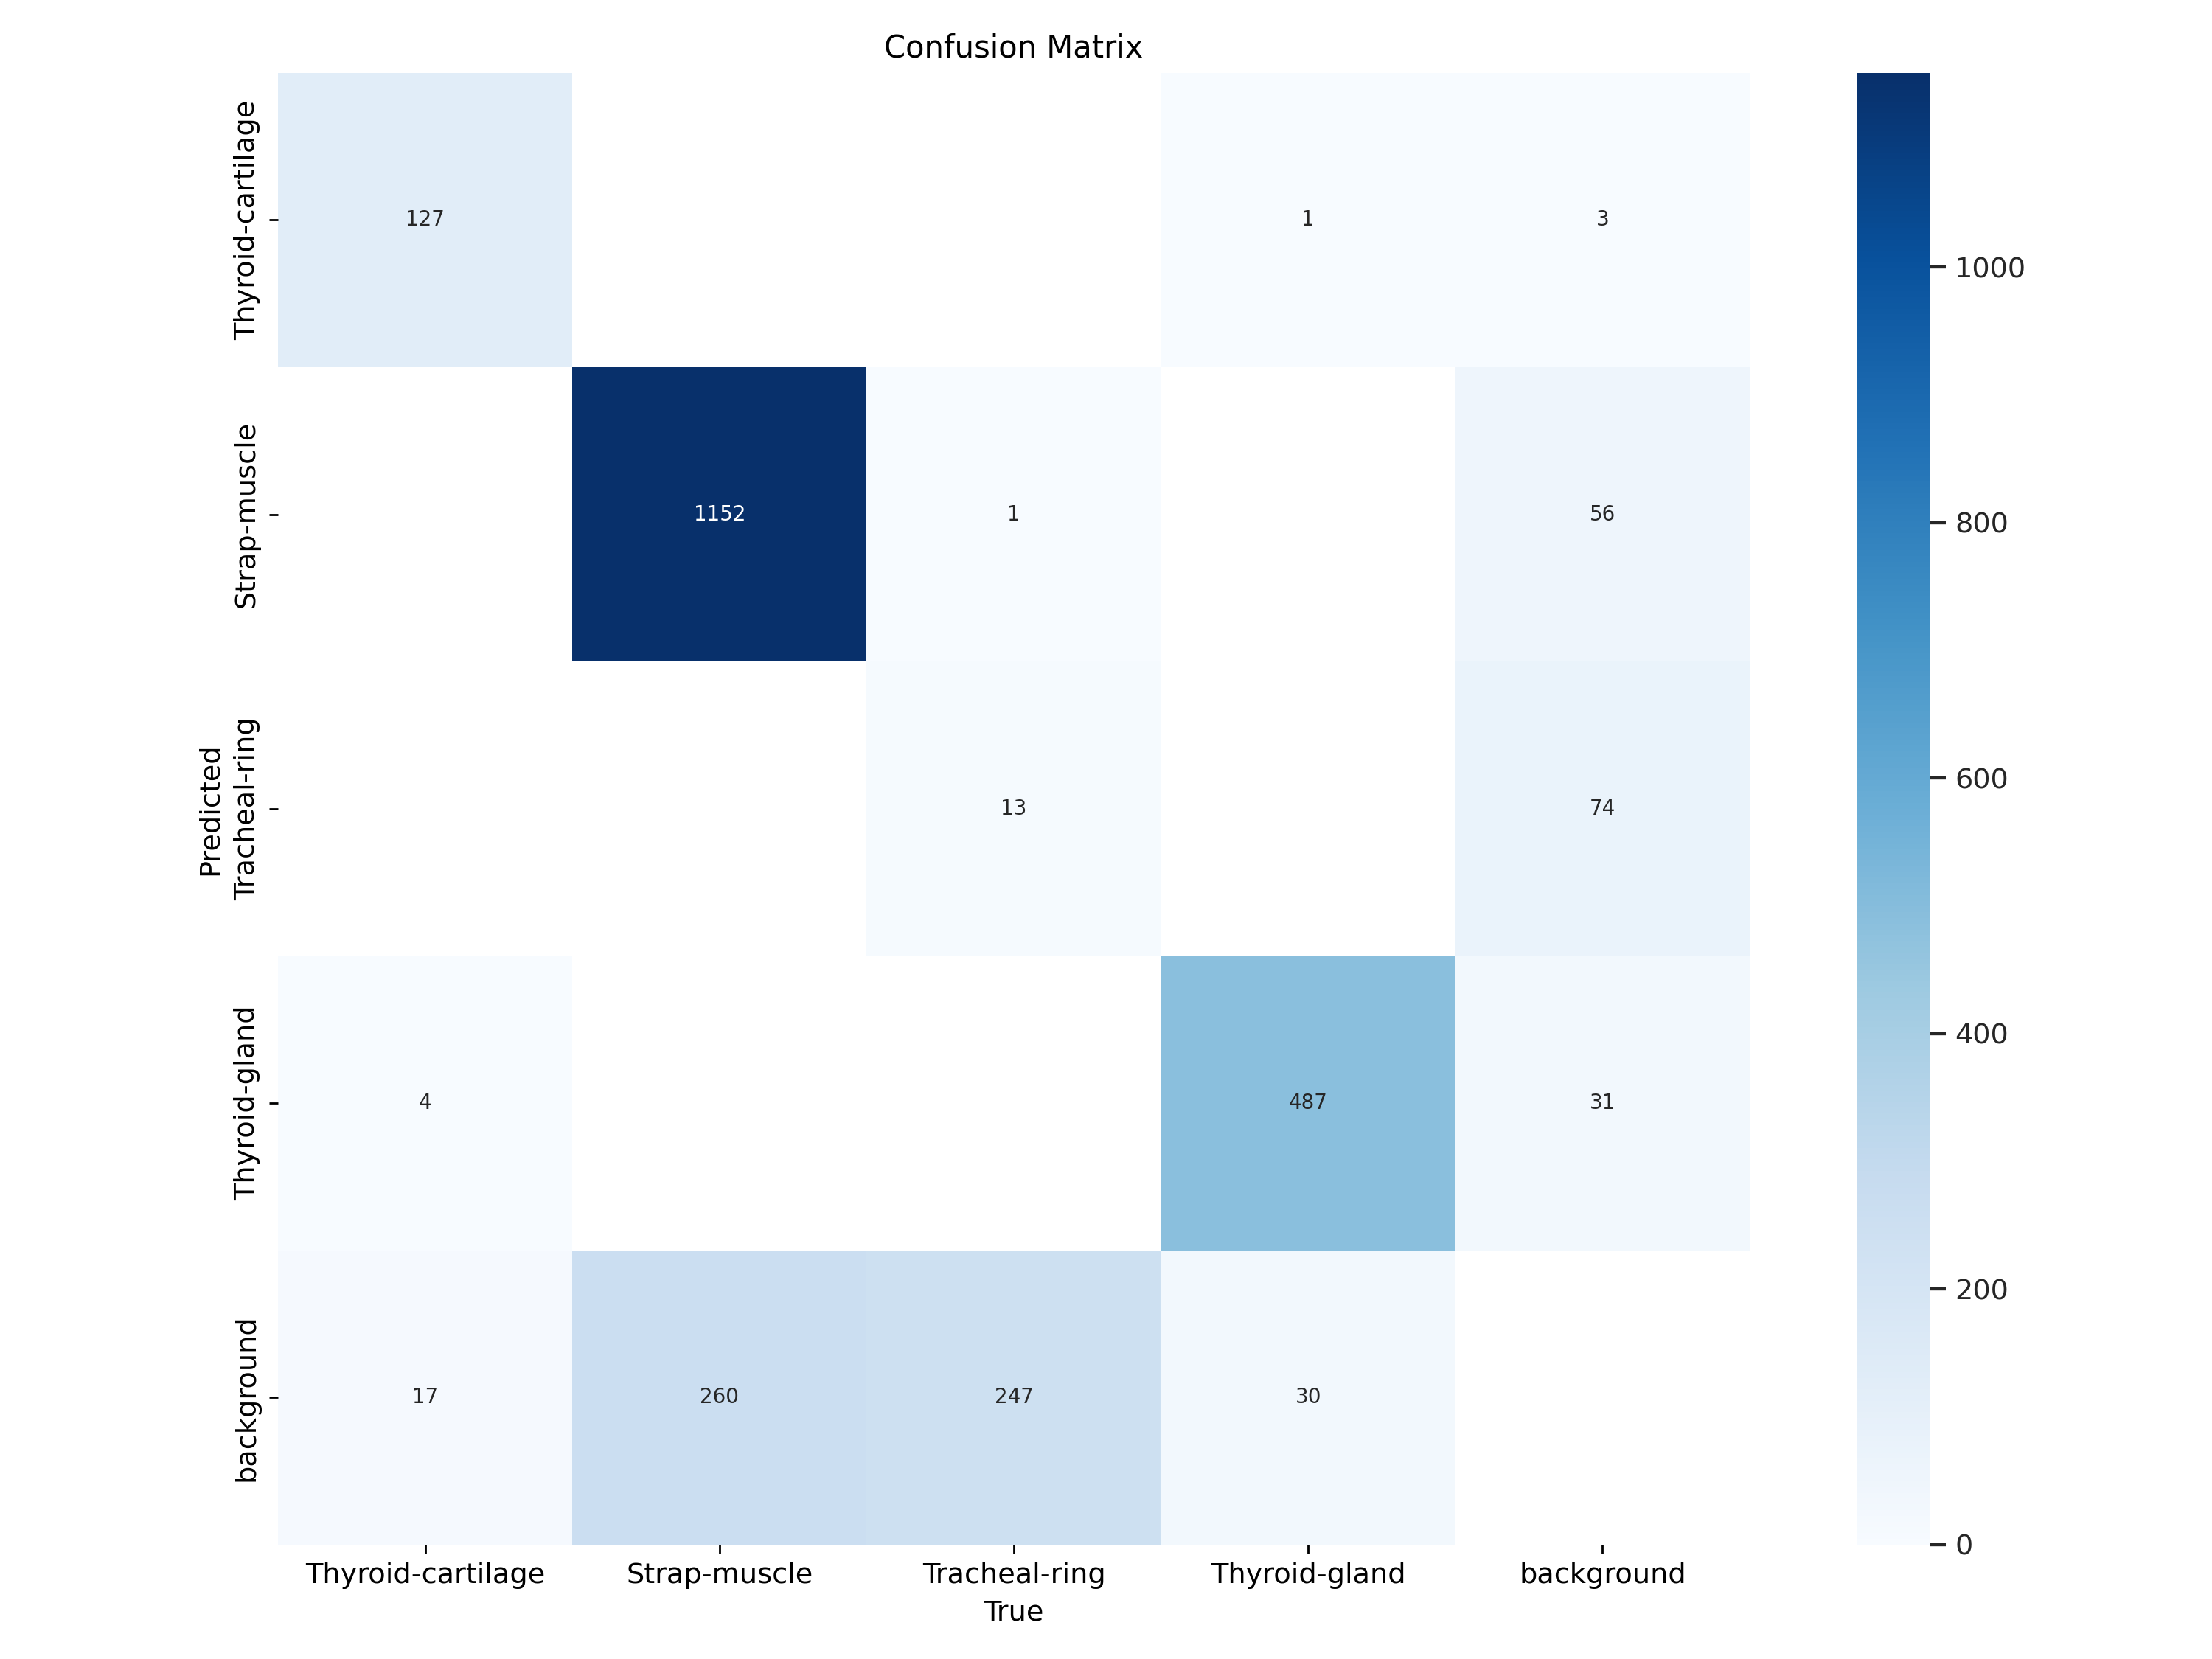 Confusion Matrix
Thyroid-cartilage
127
1
3
1000
Strap-muscle
1152
1
56
800
Predicted
Tracheal-ring
13
74
600
Thyroid-gland
4
487
31
400
background
17
260
247
30
200
0
Thyroid-cartilage
Strap-muscle
Tracheal-ring
Thyroid-gland
background
True